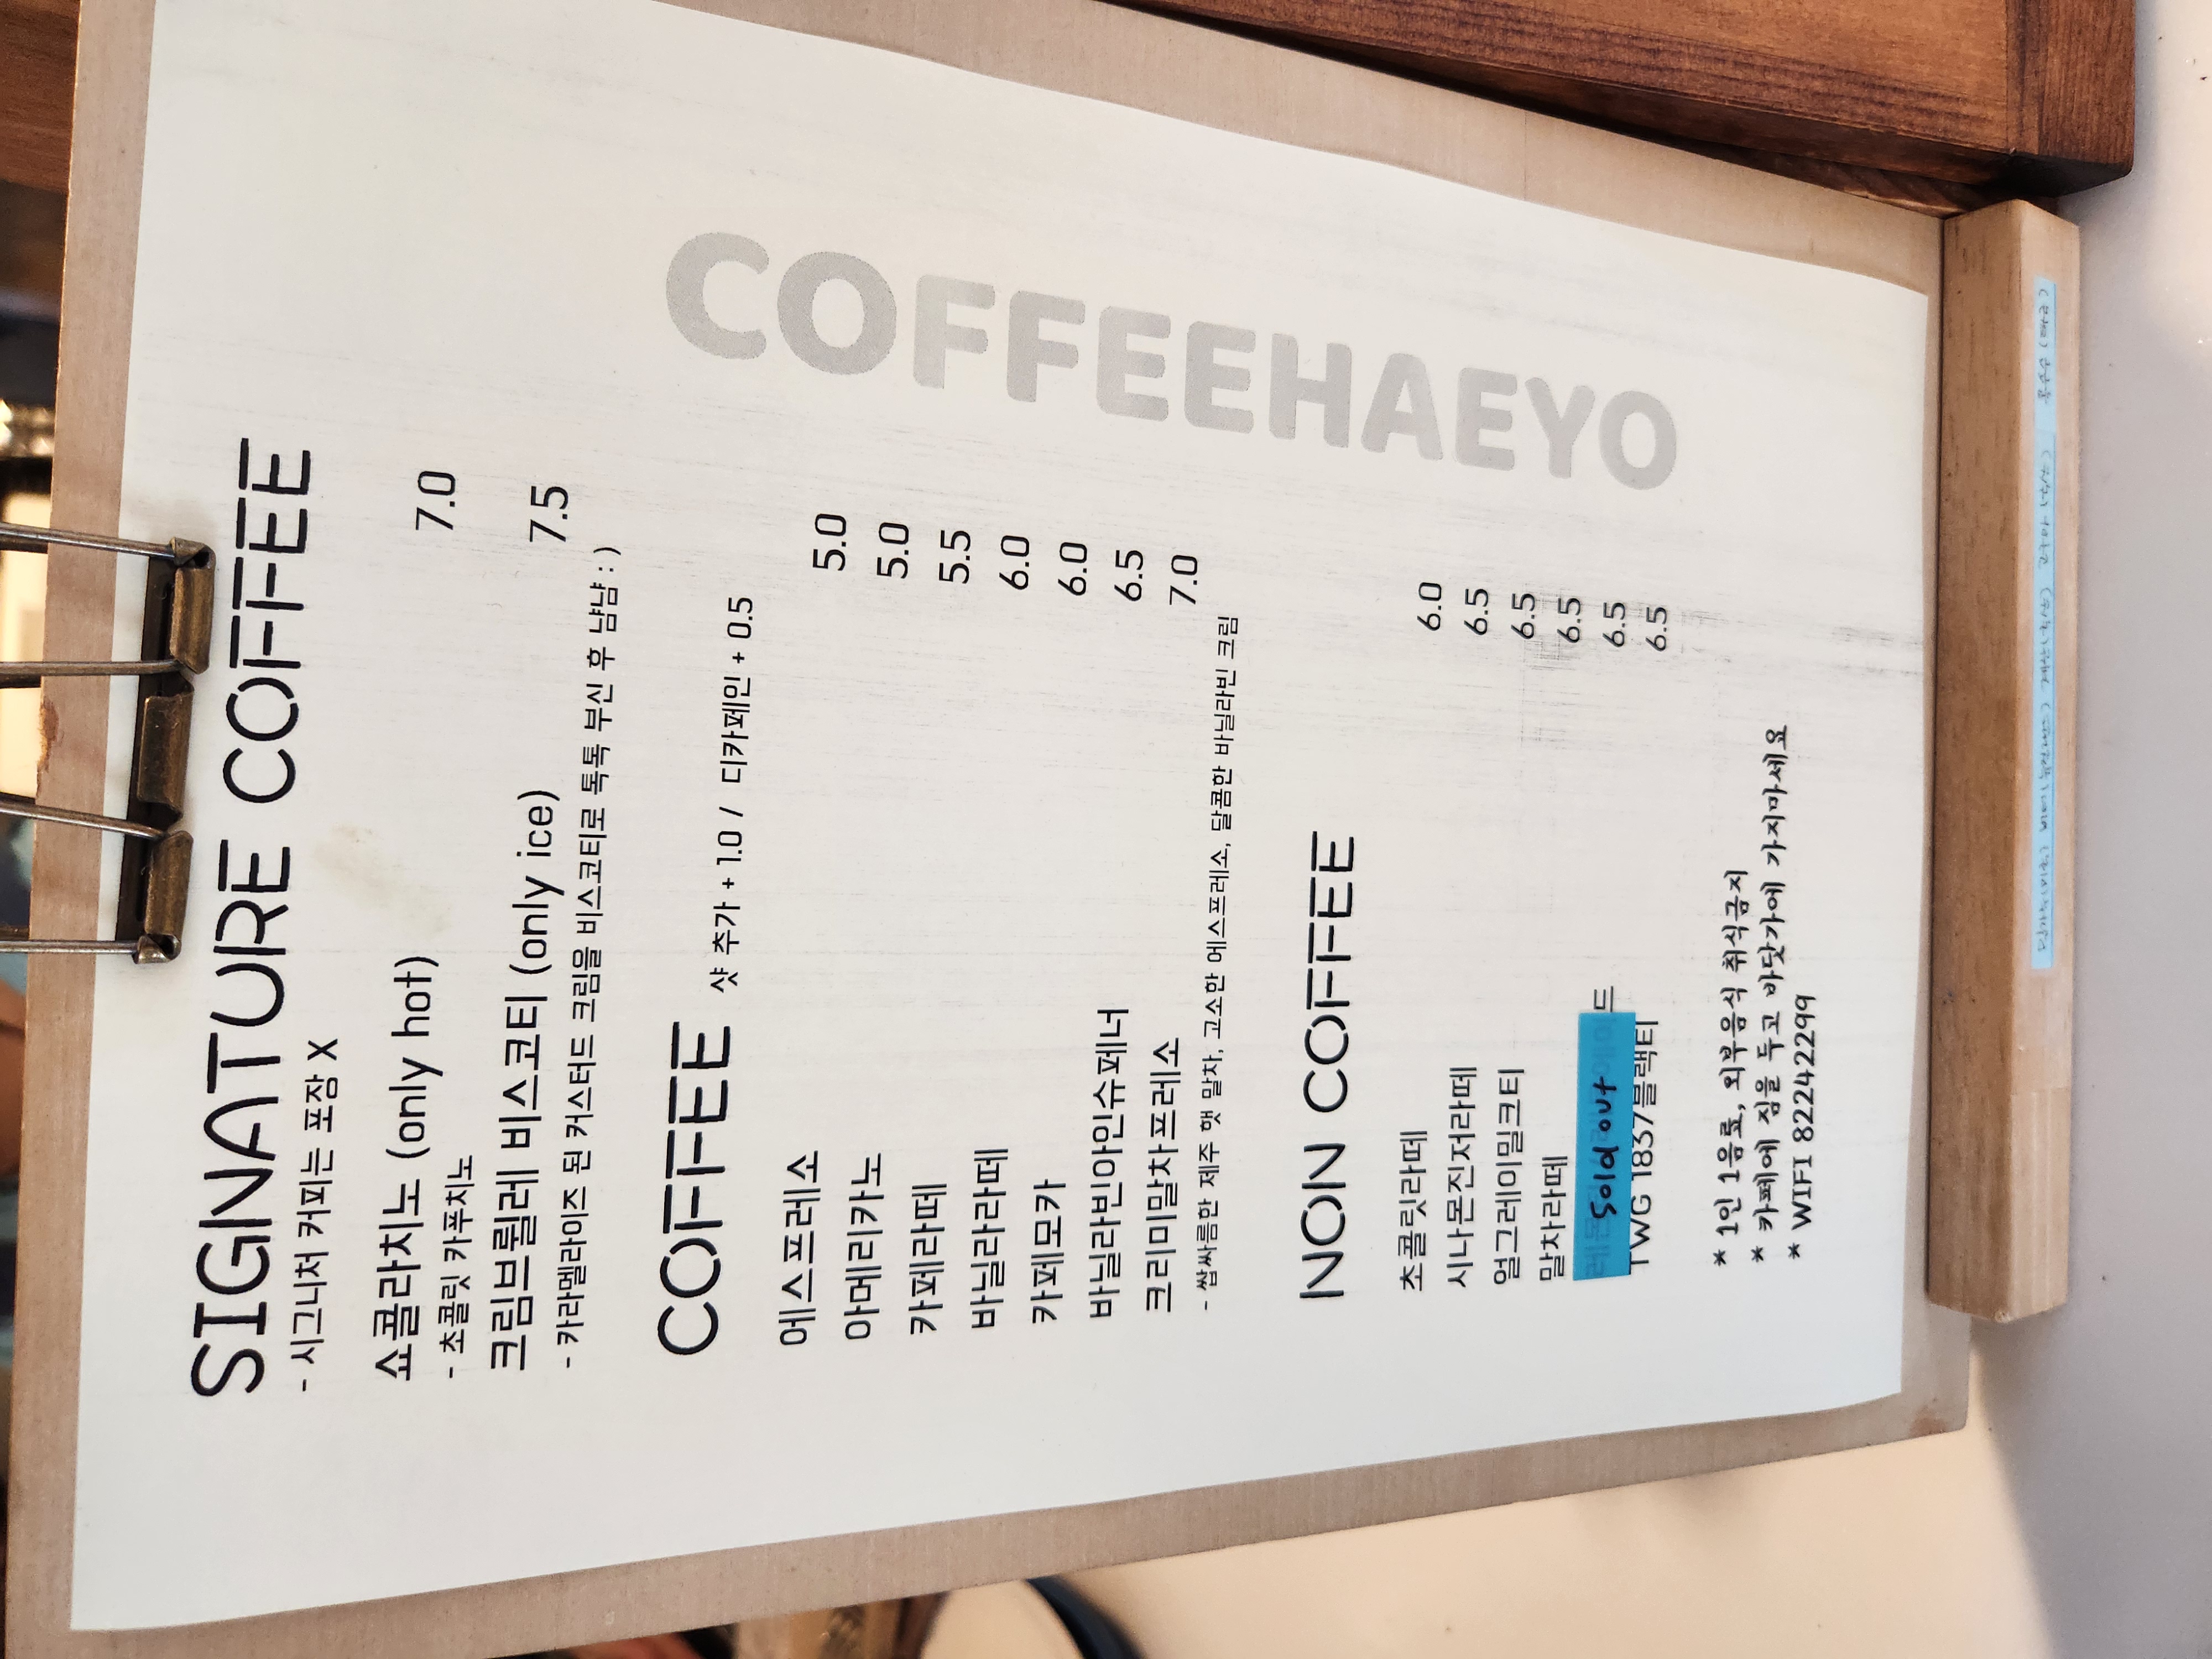 SIGNATURE COFFEE
- 시그니처 커피는 포장 X
쇼콜라치노 (only hot) 7.0
- 초콜릿 카푸치노
크림브륄레 비스코티 (only ice) 7.5
- 카라멜라이즈 된 커스터드 크림을 비스코티로 톡톡 부신 후 냠냠 : )
COFFEE 샷 추가 + 1.0 / 디카페인 + 0.5
에스프레소 5.0
아메리카노 5.0
카페라떼 5.5
바닐라라떼 6.0
카페모카 6.0
바닐라빈아인슈페너 6.5
크리미말차프레소 7.0
- 쌉싸름한 제주 햇 말차, 고소한 에스프레소, 달콤한 바닐라빈 크림
NON COFFEE
초콜릿라떼 6.0
시나몬진저라떼 6.5
얼그레이밀크티 6.5
말차라떼 6.5
Sold out 드 6.5
TWG 1837블랙티 6.5
* 1인 1음료, 외부음식 취식금지
* 카페에 짐을 두고 바닷가에 가지마세요
* WIFI 82242299
COFFEEHAEYO